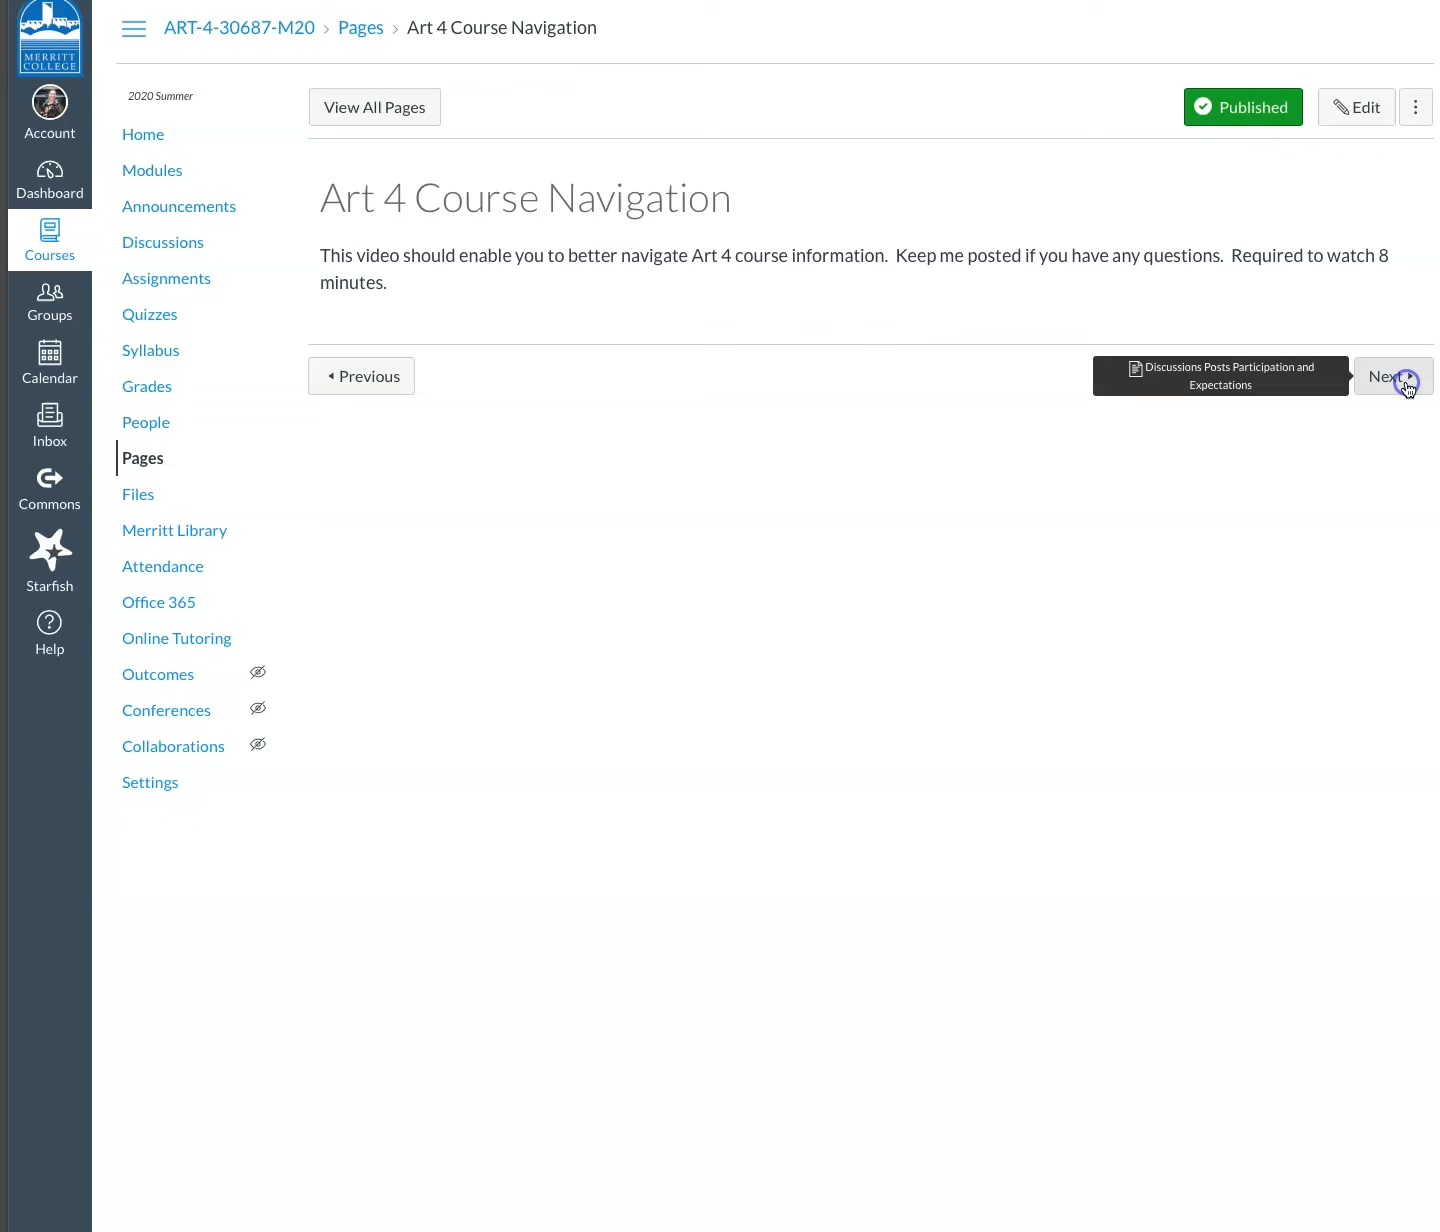 MERRITT
COLLEGE
Account
Dashboard
Courses
Groups
Calendar
Inbox
Commons
Starfish
Help
ART-4-30687-M20 › Pages › Art 4 Course Navigation
2020 Summer
Home
Modules
Announcements
Discussions
Assignments
Quizzes
Syllabus
Grades
People
Pages
Files
Merritt Library
Attendance
Office 365
Online Tutoring
Outcomes
Conferences
Collaborations
Settings
View All Pages
Published
Edit
Art 4 Course Navigation
This video should enable you to better navigate Art 4 course information. Keep me posted if you have any questions. Required to watch 8
minutes.
Previous
Discussions Posts Participation and
Expectations
Next